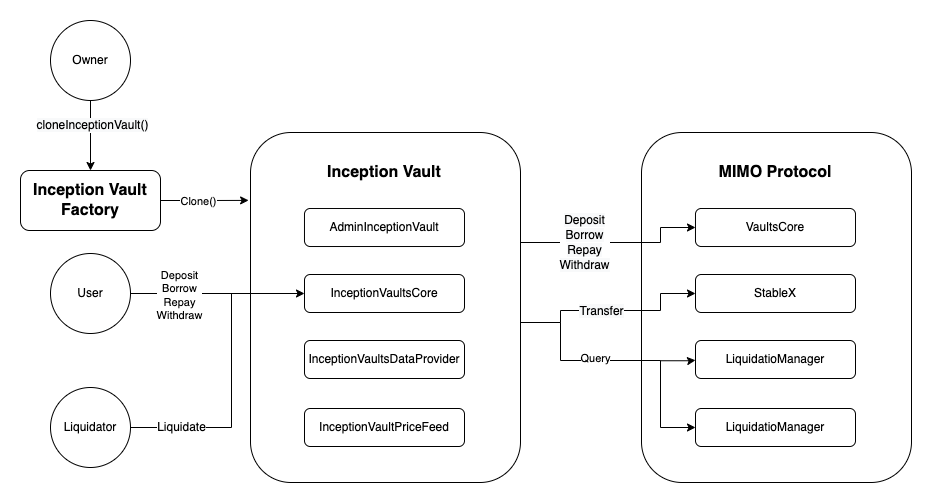 Owner
cloneInceptionVault()
Inception Vault
Factory
Clone()
User
Deposit
Borrow
Repay
Withdraw
Liquidator
Liquidate
Inception Vault
AdminInceptionVault
InceptionVaultsCore
InceptionVaultsDataProvider
InceptionVaultPriceFeed
Deposit
Borrow
Repay
Withdraw
Transfer
Query
MIMO Protocol
VaultsCore
StableX
LiquidatioManager
LiquidatioManager